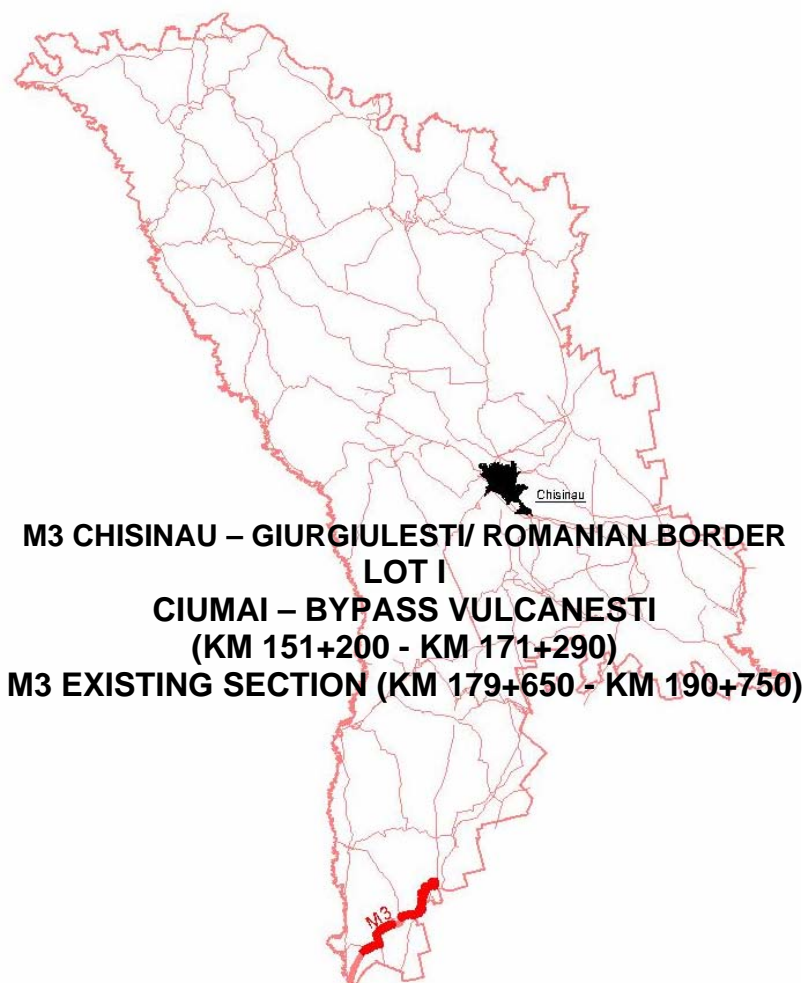 Chisinau
M3 CHISINAU – GIURGIULESTI/ ROMANIAN BORDER
LOT I
CIUMAI – BYPASS VULCANESTI
(KM 151+200 - KM 171+290)
M3 EXISTING SECTION (KM 179+650 - KM 190+750)
M3